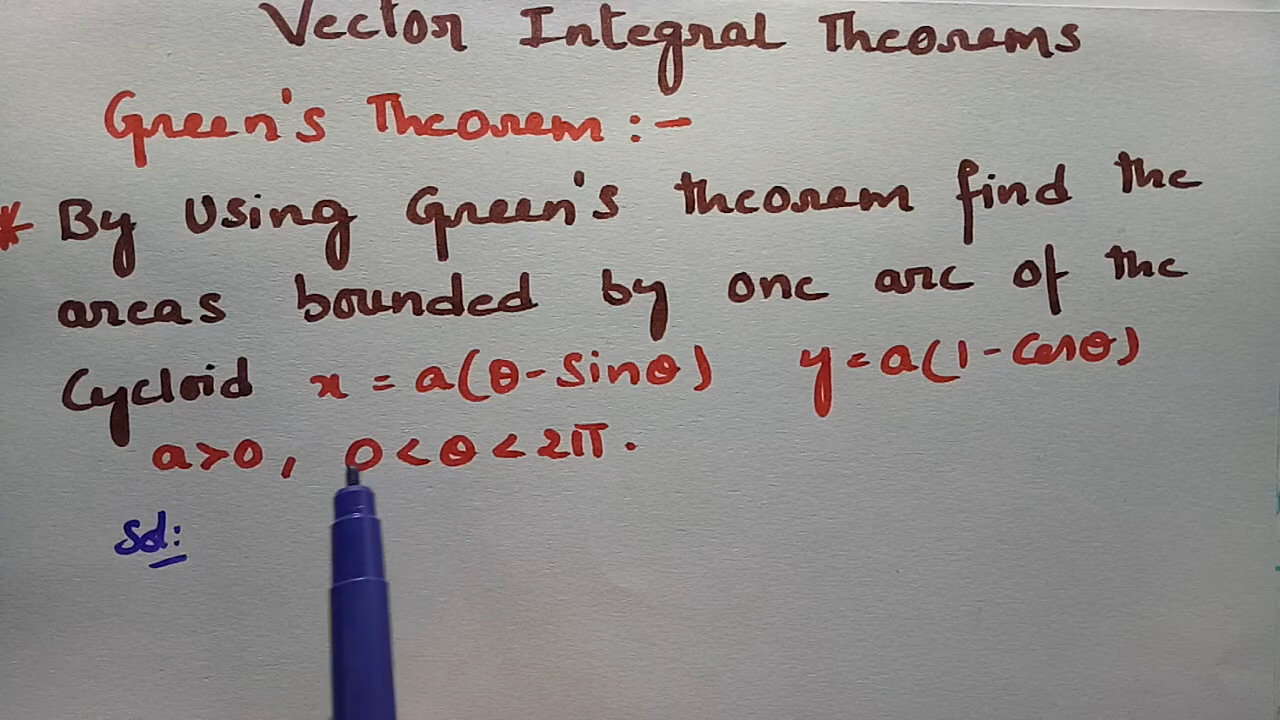 Vector Integral Theorems
Green's Theorem :-
* By Using Green's theorem find the
areas bounded by one arc of the
Cycloid x = a(θ-Sinθ) y=a(1-Cosθ)
a>0, 0<θ<2π.
Sol: